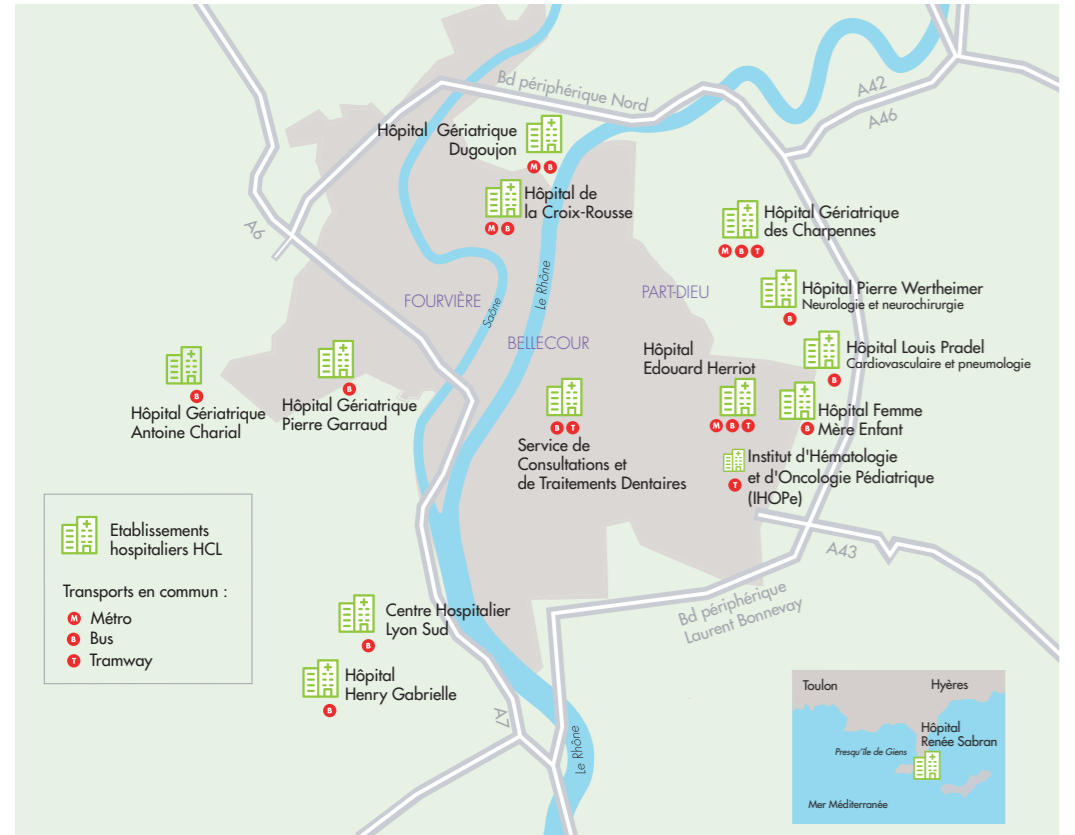 Bd périphérique Nord
A42
A46
Hôpital Gériatrique
Dugoujon
M B
Hôpital de
la Croix-Rousse
M B
Hôpital Gériatrique
des Charpennes
M B T
A6
Le Rhône
FOURVIÈRE
Saône
PART-DIEU
Hôpital Pierre Wertheimer
Neurologie et neurochirurgie
B
BELLECOUR
Hôpital
Edouard Herriot
M B T
Hôpital Louis Pradel
Cardiovasculaire et pneumologie
B
B
Hôpital Gériatrique
Antoine Charial
B
Hôpital Gériatrique
Pierre Garraud
B T
Service de
Consultations et
de Traitements Dentaires
Hôpital Femme
B Mère Enfant
Institut d'Hématologie
et d'Oncologie Pédiatrique
(IHOPe)
T
A43
Bd périphérique
Laurent Bonnevay
Etablissements
hospitaliers HCL
Transports en commun :
M Métro
B Bus
T Tramway
Centre Hospitalier
Lyon Sud
B
Hôpital
Henry Gabrielle
B
A7
Le Rhône
Toulon
Hyères
Hôpital
Renée Sabran
Presqu'île de Giens
Mer Méditerranée